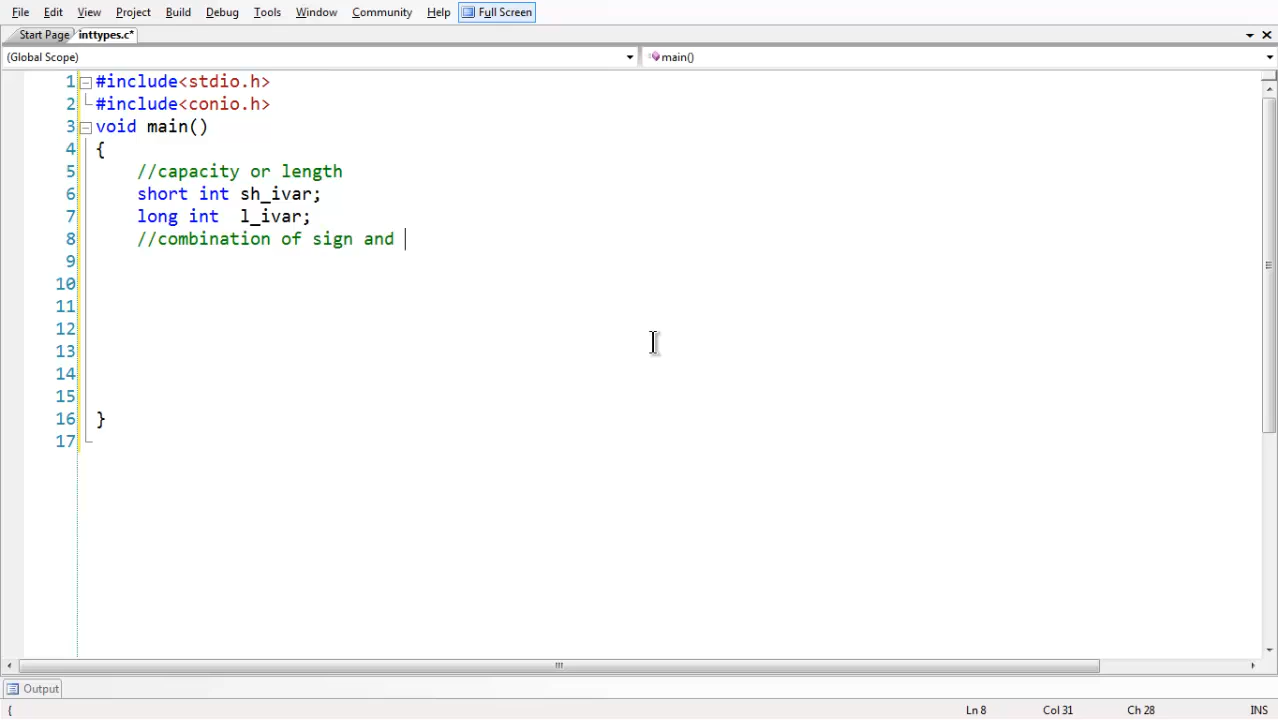 File Edit View Project Build Debug Tools Window Community Help Full Screen
Start Page inttypes.c*
(Global Scope) main()
1 #include<stdio.h>
2 #include<conio.h>
3 void main()
4 {
5 //capacity or length
6 short int sh_ivar;
7 long int  l_ivar;
8 //combination of sign and
9
10
11
12
13
14
15
16 }
17
Output
{ Ln 8 Col 31 Ch 28 INS